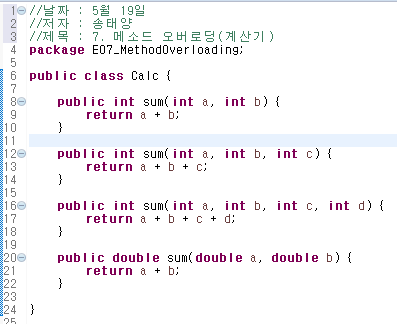 1 //날짜 : 5월 19일
2 //저자 : 송태양
3 //제목 : 7. 메소드 오버로딩(계산기)
4 package E07_MethodOverloading;
5
6 public class Calc {
7
8 public int sum(int a, int b) {
9 return a + b;
10 }
11
12 public int sum(int a, int b, int c) {
13 return a + b + c;
14 }
15
16 public int sum(int a, int b, int c, int d) {
17 return a + b + c + d;
18 }
19
20 public double sum(double a, double b) {
21 return a + b;
22 }
23
24 }
25